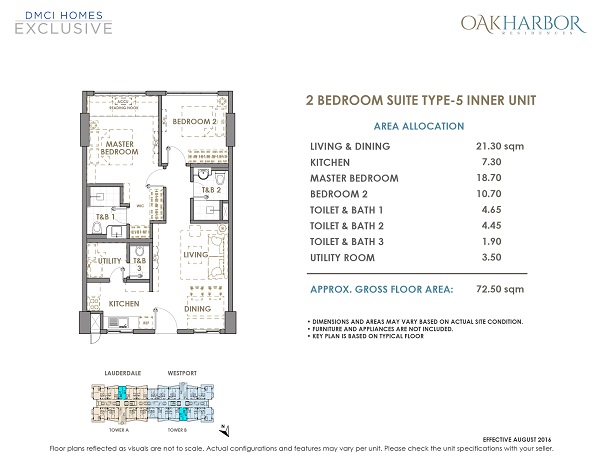 DMCI HOMES
EXCLUSIVE
OAKHARBOR
RESIDENCES
2 BEDROOM SUITE TYPE-5 INNER UNIT
AREA ALLOCATION
LIVING & DINING 21.30 sqm
KITCHEN 7.30
MASTER BEDROOM 18.70
BEDROOM 2 10.70
TOILET & BATH 1 4.65
TOILET & BATH 2 4.45
TOILET & BATH 3 1.90
UTILITY ROOM 3.50
APPROX. GROSS FLOOR AREA: 72.50 sqm
• DIMENSIONS AND AREAS MAY VARY BASED ON ACTUAL SITE CONDITION.
• FURNITURE AND APPLIANCES ARE NOT INCLUDED.
• KEY PLAN IS BASED ON TYPICAL FLOOR
ACCU
READING NOOK
MASTER
BEDROOM
BEDROOM 2
T&B 2
WIC
T&B 1
LIVING
UTILITY
T&B
3
KITCHEN
DINING
LAUDERDALE WESTPORT
TOWER A TOWER B
N
EFFECTIVE AUGUST 2016
Floor plans reflected as visuals are not to scale. Actual configurations and features may vary per unit. Please check the unit specifications with your seller.